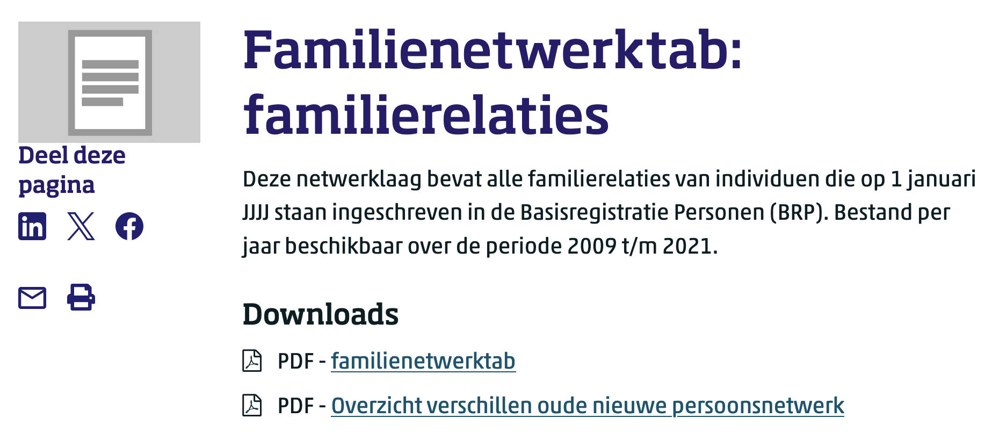 Familienetwerktab:
familierelaties
Deel deze
pagina
Deze netwerklaag bevat alle familierelaties van individuen die op 1 januari
JJJJ staan ingeschreven in de Basisregistratie Personen (BRP). Bestand per
jaar beschikbaar over de periode 2009 t/m 2021.
Downloads
PDF - familienetwerktab
PDF - Overzicht verschillen oude nieuwe persoonsnetwerk